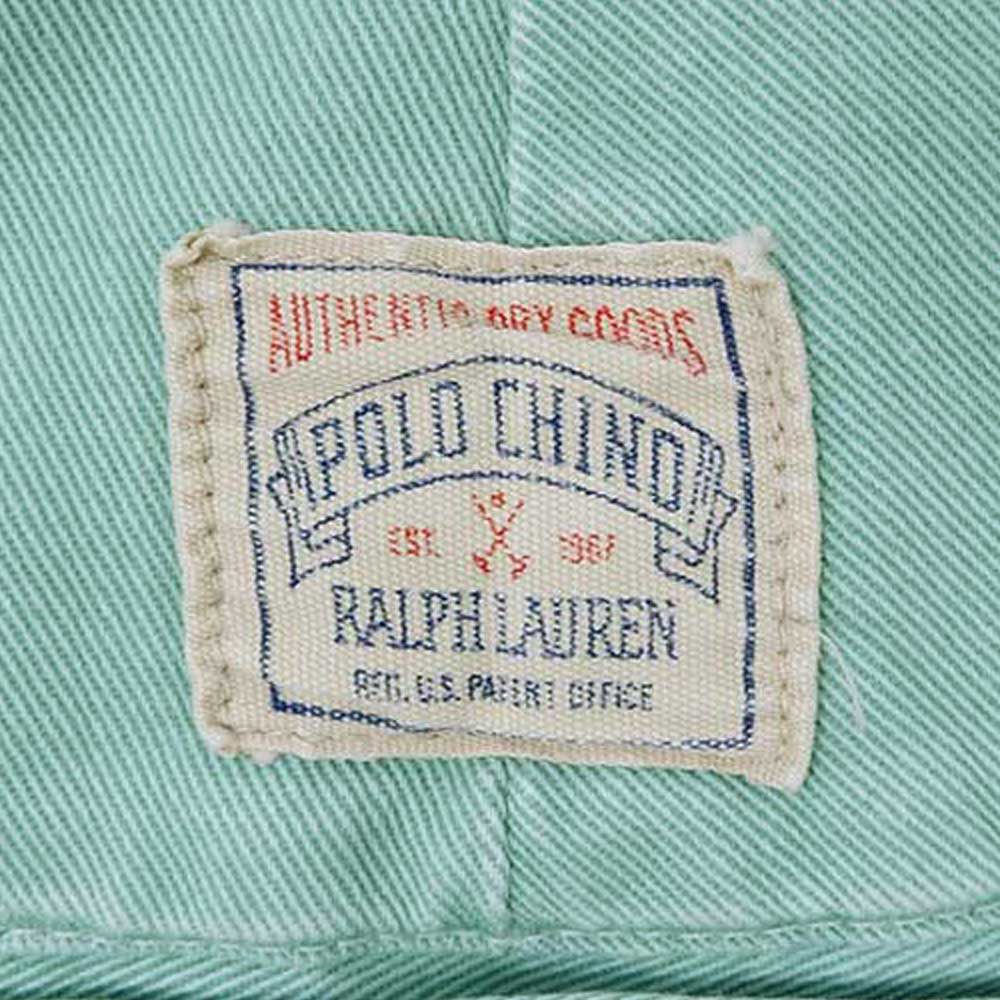 AUTHENTIC DRY GOODS
POLO CHINO
EST. 1967
RALPH LAUREN
REG. U.S. PATENT OFFICE